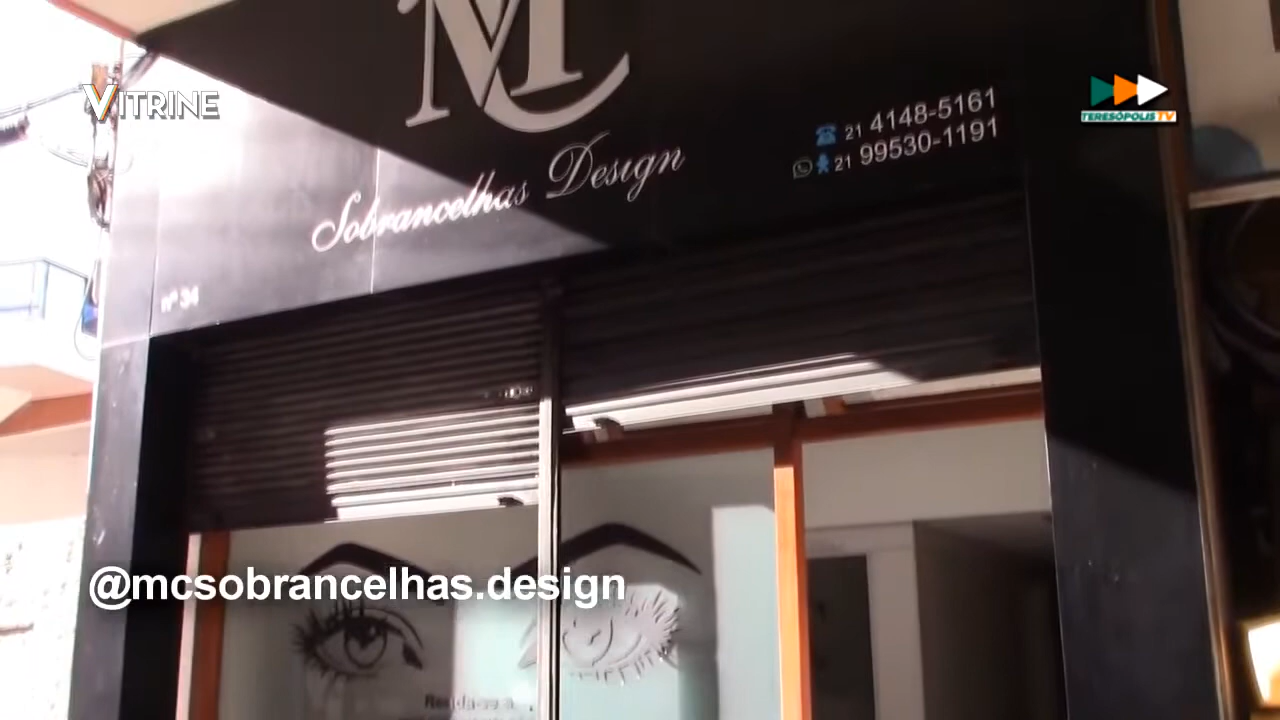 VITRINE
TERESÓPOLIS TV
MC
Sobrancelhas Design
21 4148-5161
21 99530-1191
nº 34
@mcsobrancelhas.design